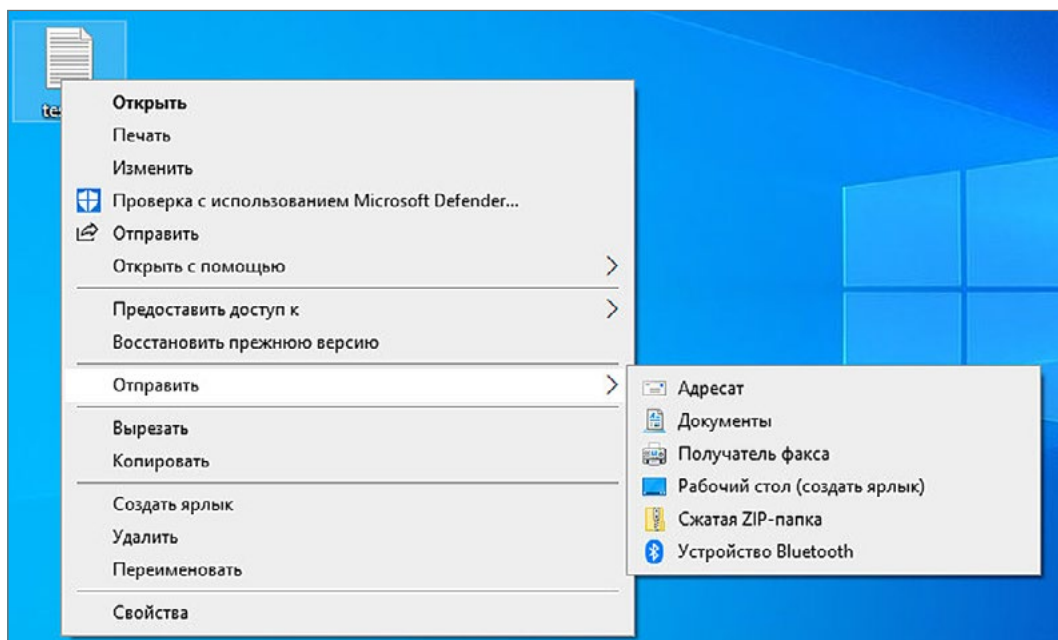 Открыть
Печать
Изменить
Проверка с использованием Microsoft Defender...
Отправить
Открыть с помощью
Предоставить доступ к
Восстановить прежнюю версию
Отправить
Вырезать
Копировать
Создать ярлык
Удалить
Переименовать
Свойства
Адресат
Документы
Получатель факса
Рабочий стол (создать ярлык)
Сжатая ZIP-папка
Устройство Bluetooth